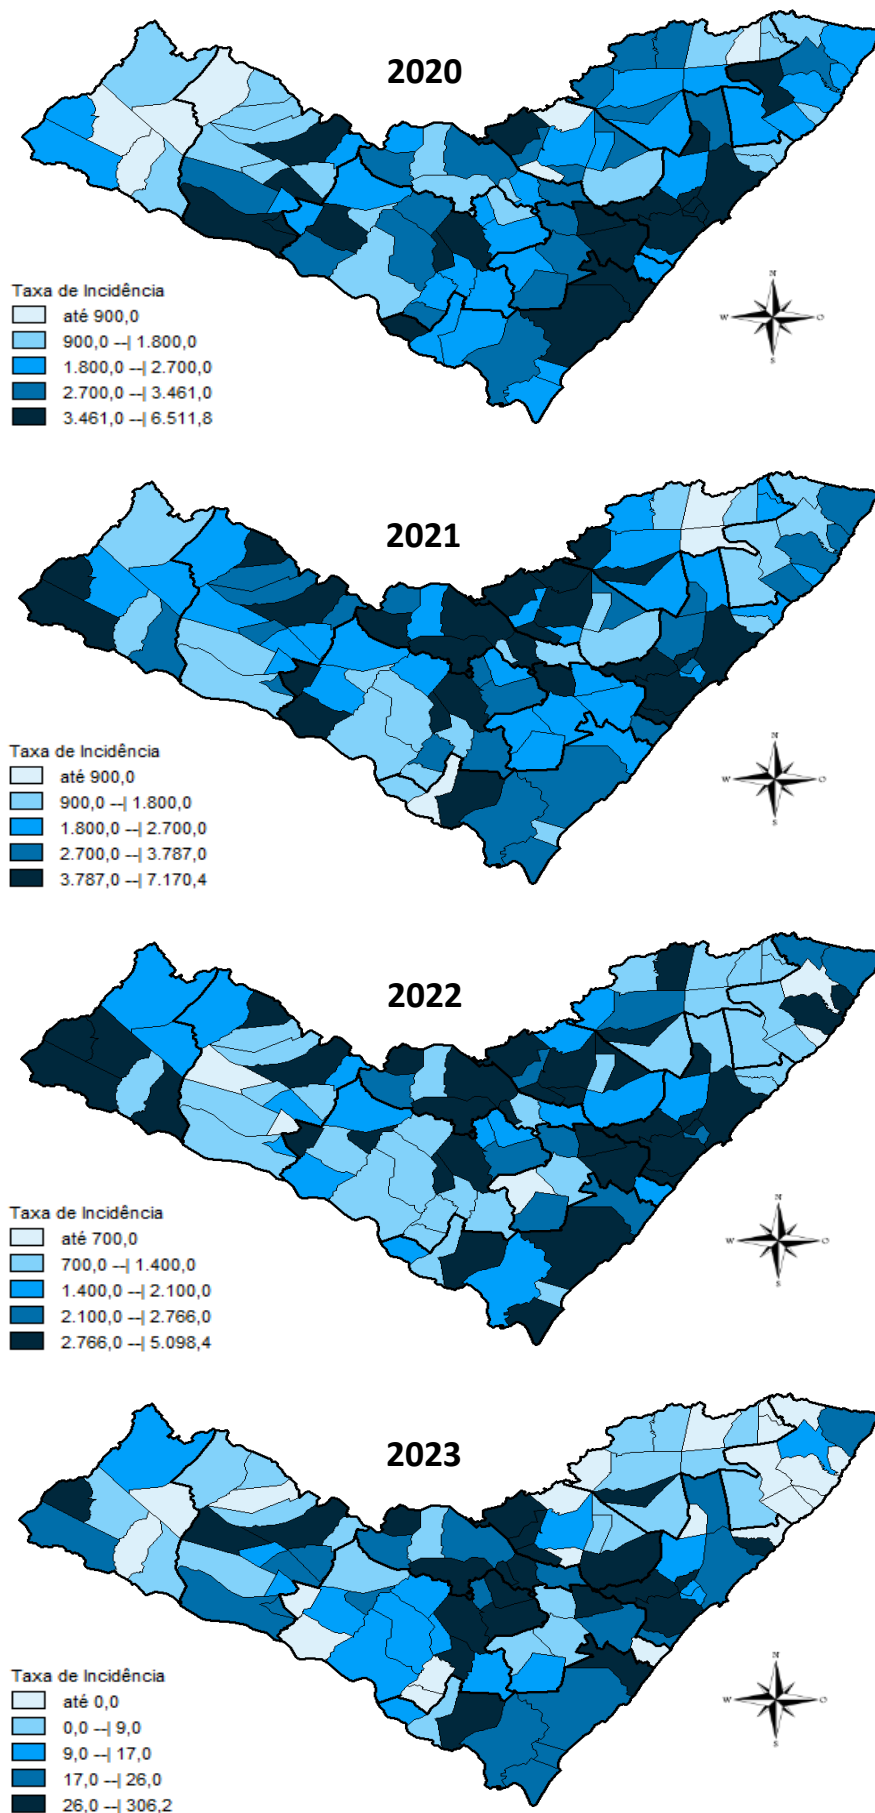 2020
Taxa de Incidência
até 900,0
900,0 --| 1.800,0
1.800,0 --| 2.700,0
2.700,0 --| 3.461,0
3.461,0 --| 6.511,8
N
W
O
S
2021
Taxa de Incidência
até 900,0
900,0 --| 1.800,0
1.800,0 --| 2.700,0
2.700,0 --| 3.787,0
3.787,0 --| 7.170,4
N
W
O
S
2022
Taxa de Incidência
até 700,0
700,0 --| 1.400,0
1.400,0 --| 2.100,0
2.100,0 --| 2.766,0
2.766,0 --| 5.098,4
N
W
O
S
2023
Taxa de Incidência
até 0,0
0,0 --| 9,0
9,0 --| 17,0
17,0 --| 26,0
26,0 --| 306,2
N
W
O
S